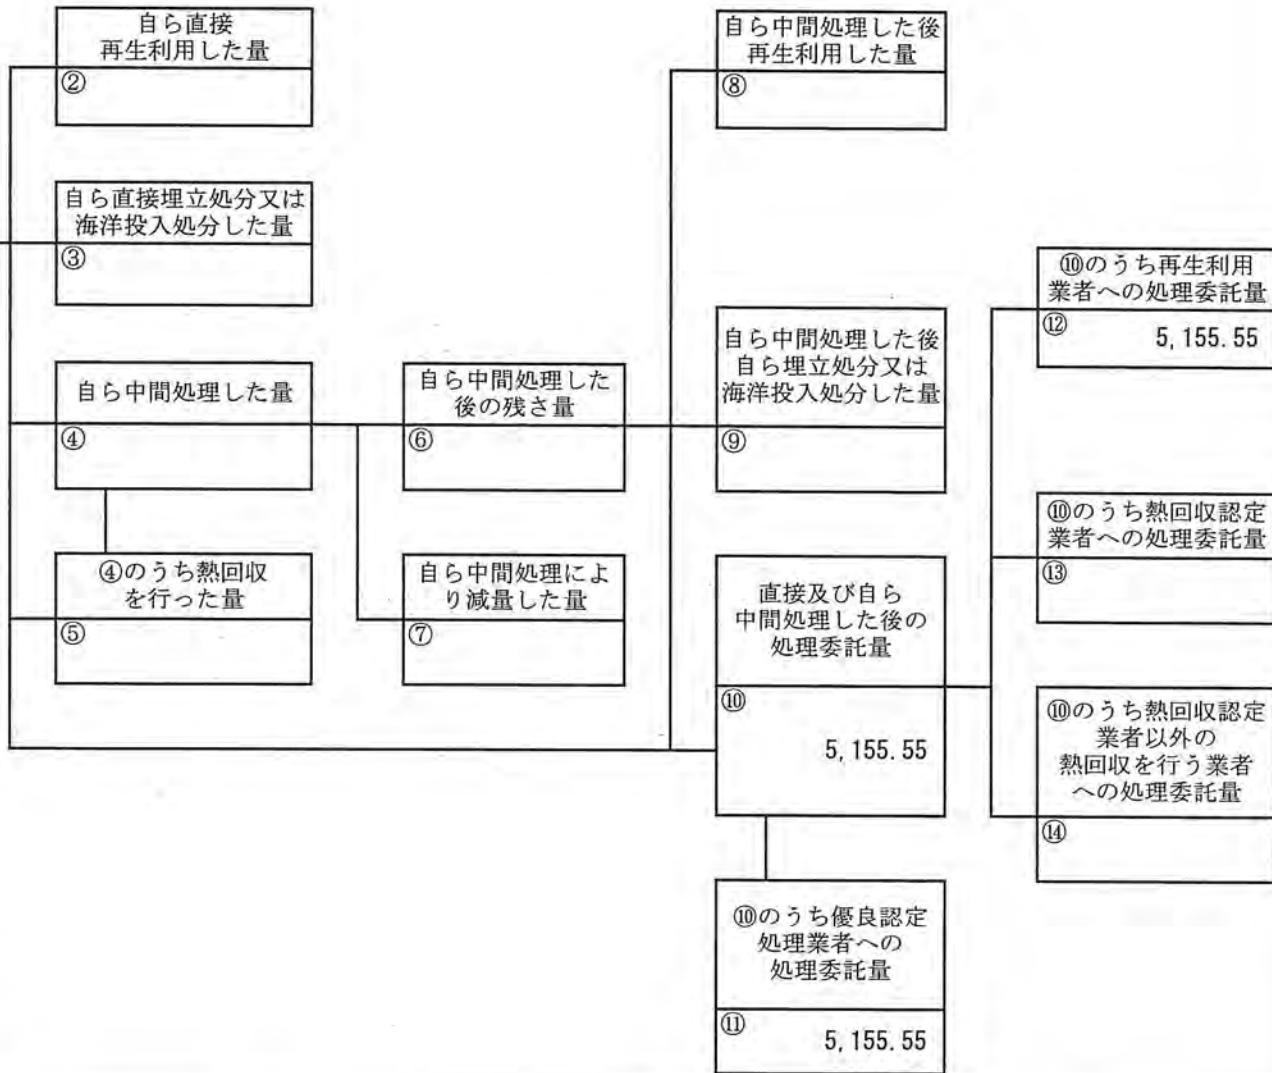 自ら直接
再生利用した量
②
自ら直接埋立処分又は
海洋投入処分した量
③
自ら中間処理した量
④
④のうち熱回収
を行った量
⑤
自ら中間処理した
後の残さ量
⑥
自ら中間処理によ
り減量した量
⑦
自ら中間処理した後
再生利用した量
⑧
自ら中間処理した後
自ら埋立処分又は
海洋投入処分した量
⑨
直接及び自ら
中間処理した後の
処理委託量
⑩
5,155.55
⑩のうち優良認定
処理業者への
処理委託量
⑪
5,155.55
⑩のうち再生利用
業者への処理委託量
⑫
5,155.55
⑩のうち熱回収認定
業者への処理委託量
⑬
⑩のうち熱回収認定
業者以外の
熱回収を行う業者
への処理委託量
⑭